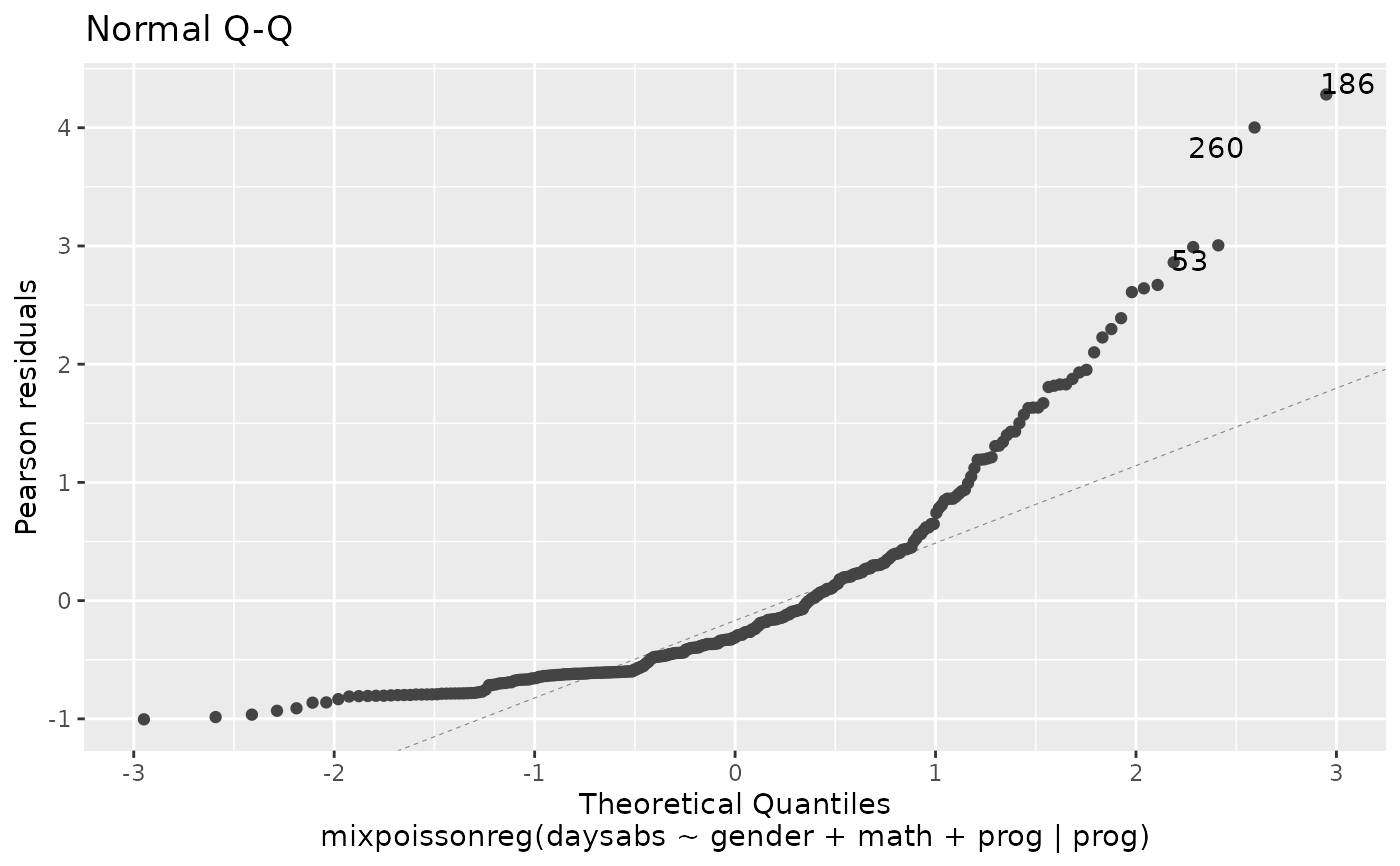 Normal Q-Q
186
4
260
3
53
2
1
0
-1
Pearson residuals
-3 -2 -1 0 1 2 3
Theoretical Quantiles
mixpoissonreg(daysabs ~ gender + math + prog | prog)